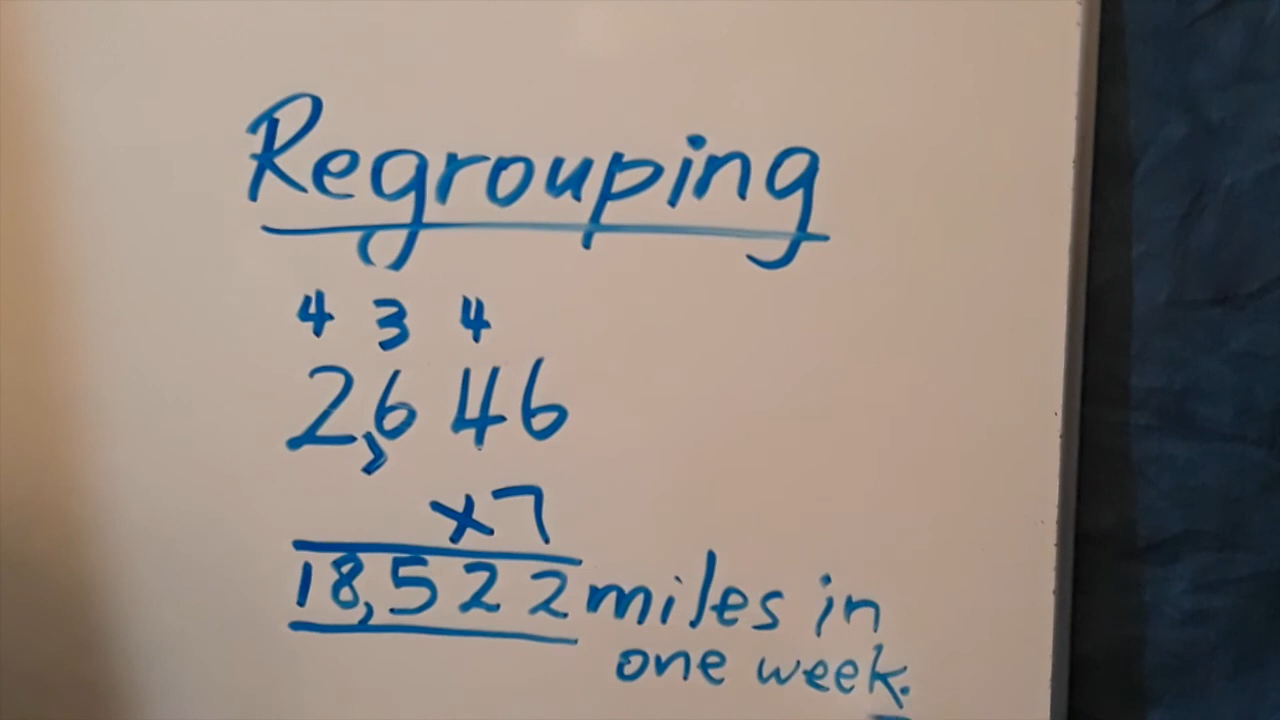 Regrouping
4 3 4
2,646
x7
18,522 miles in
one week.